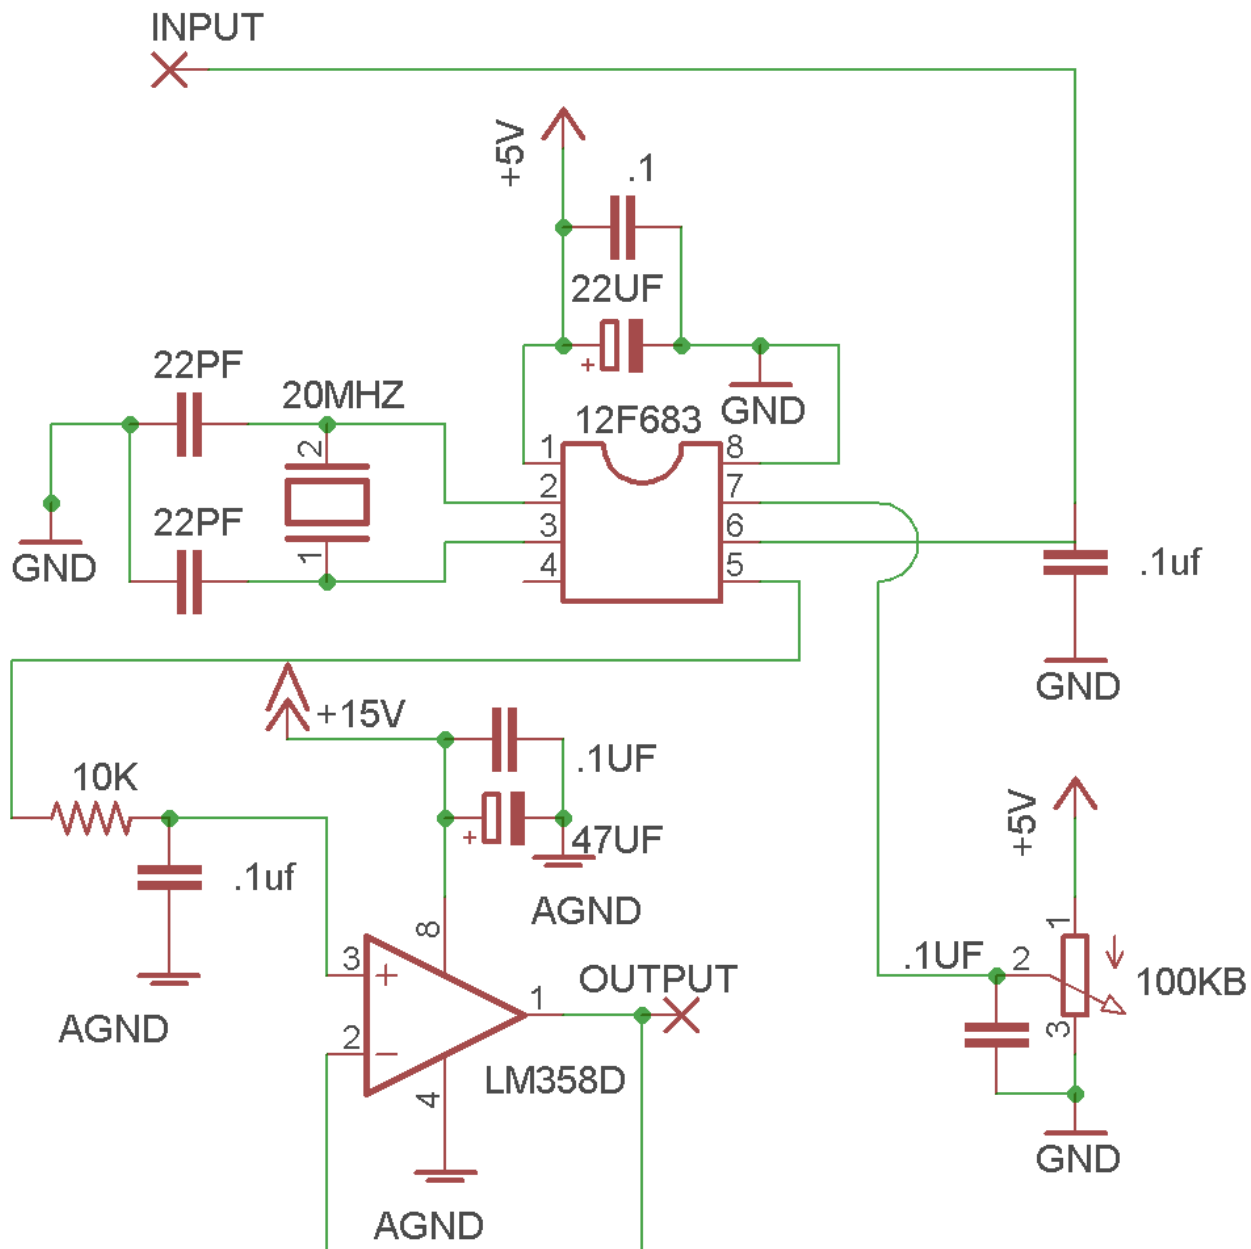 INPUT
+5V
.1
22UF
22PF
20MHZ
12F683
GND
2
1
8
2
7
22PF
3
6
1
4
5
GND
.1uf
GND
+15V
.1UF
10K
+5V
47UF
.1uf
AGND
8
1
3
+
OUTPUT
.1UF
2
100KB
1
AGND
2
3
LM358D
4
GND
AGND